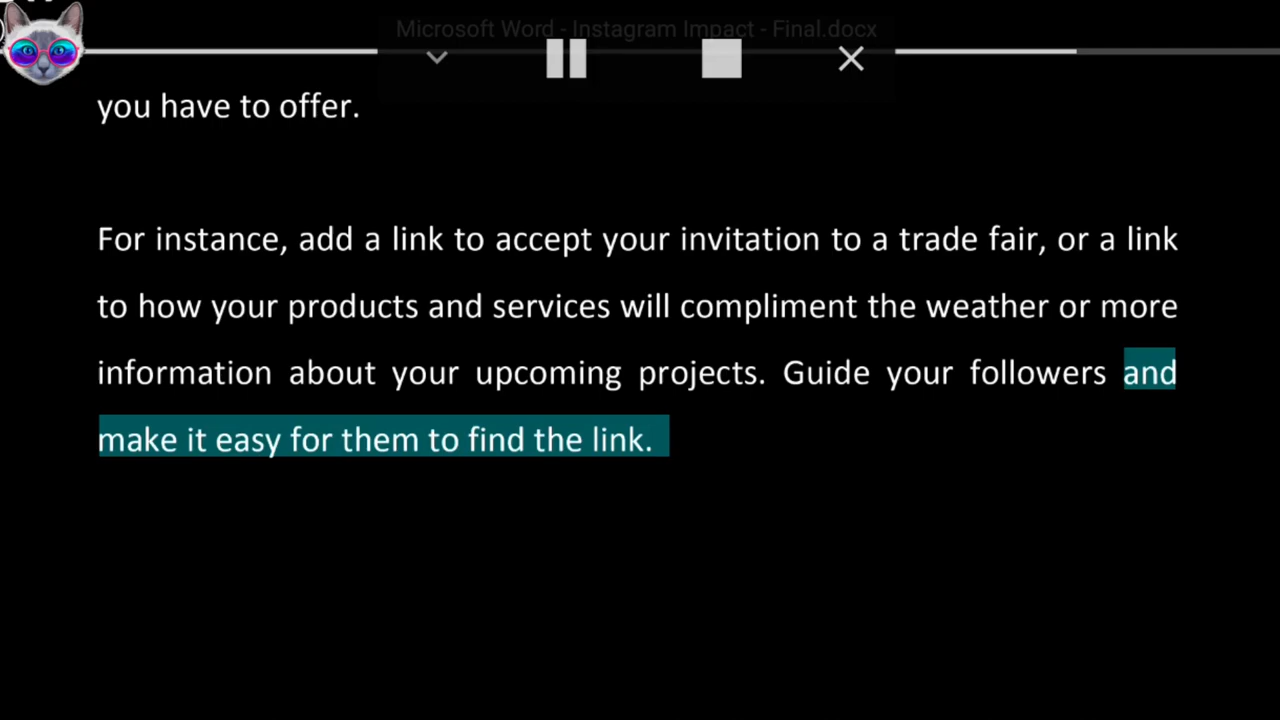 Microsoft Word - Instagram Impact - Final.docx
you have to offer.
For instance, add a link to accept your invitation to a trade fair, or a link
to how your products and services will compliment the weather or more
information about your upcoming projects. Guide your followers and
make it easy for them to find the link.